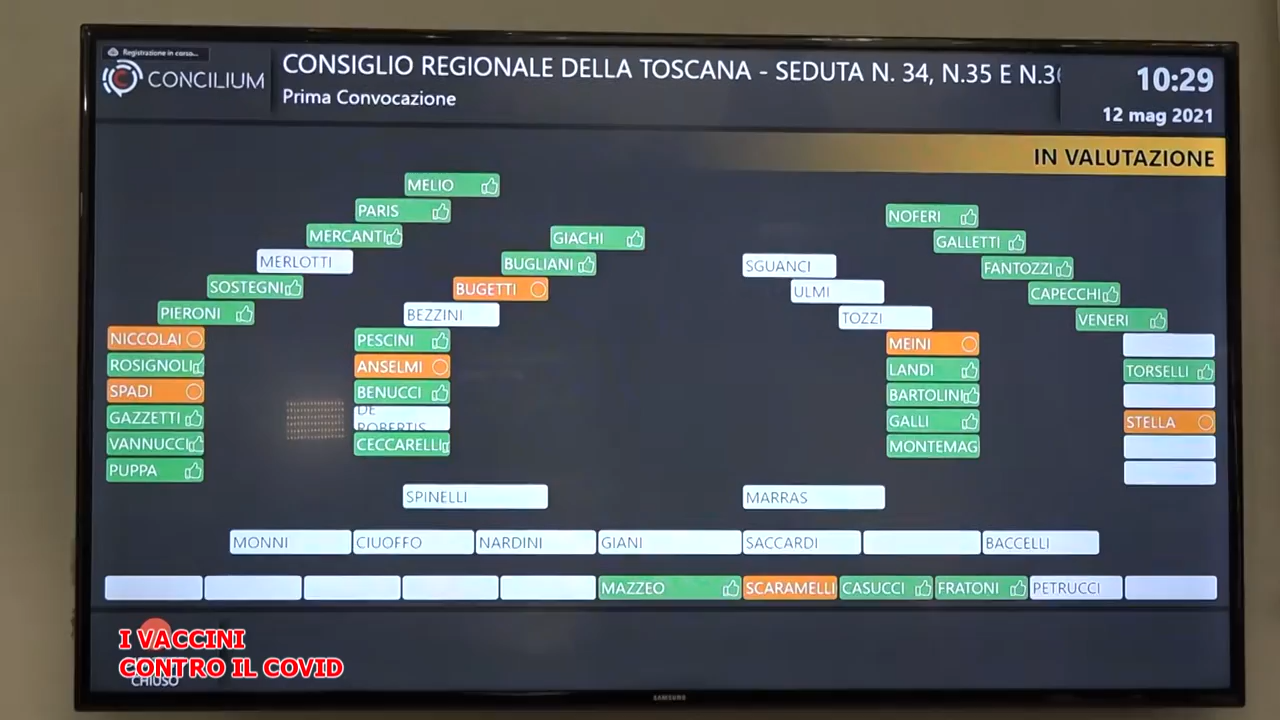 Registrazione in corso...
CONCILIUM
CONSIGLIO REGIONALE DELLA TOSCANA - SEDUTA N. 34, N.35 E N.36
Prima Convocazione
10:29
12 mag 2021
IN VALUTAZIONE
MELIO
PARIS
NOFERI
MERCANTI
GIACHI
GALLETTI
MERLOTTI
BUGLIANI
SGUANCI
FANTOZZI
SOSTEGNI
BUGETTI
ULMI
CAPECCHI
PIERONI
BEZZINI
TOZZI
VENERI
NICCOLAI
PESCINI
MEINI
ROSIGNOLI
ANSELMI
LANDI
TORSELLI
SPADI
BENUCCI
BARTOLINI
GAZZETTI
DE ROBERTIS
GALLI
STELLA
VANNUCCI
CECCARELLI
MONTEMAG
PUPPA
SPINELLI
MARRAS
MONNI
CIUOFFO
NARDINI
GIANI
SACCARDI
BACCELLI
MAZZEO
SCARAMELLI
CASUCCI
FRATONI
PETRUCCI
I VACCINI
CONTRO IL COVID
CHIUSO
SAMSUNG